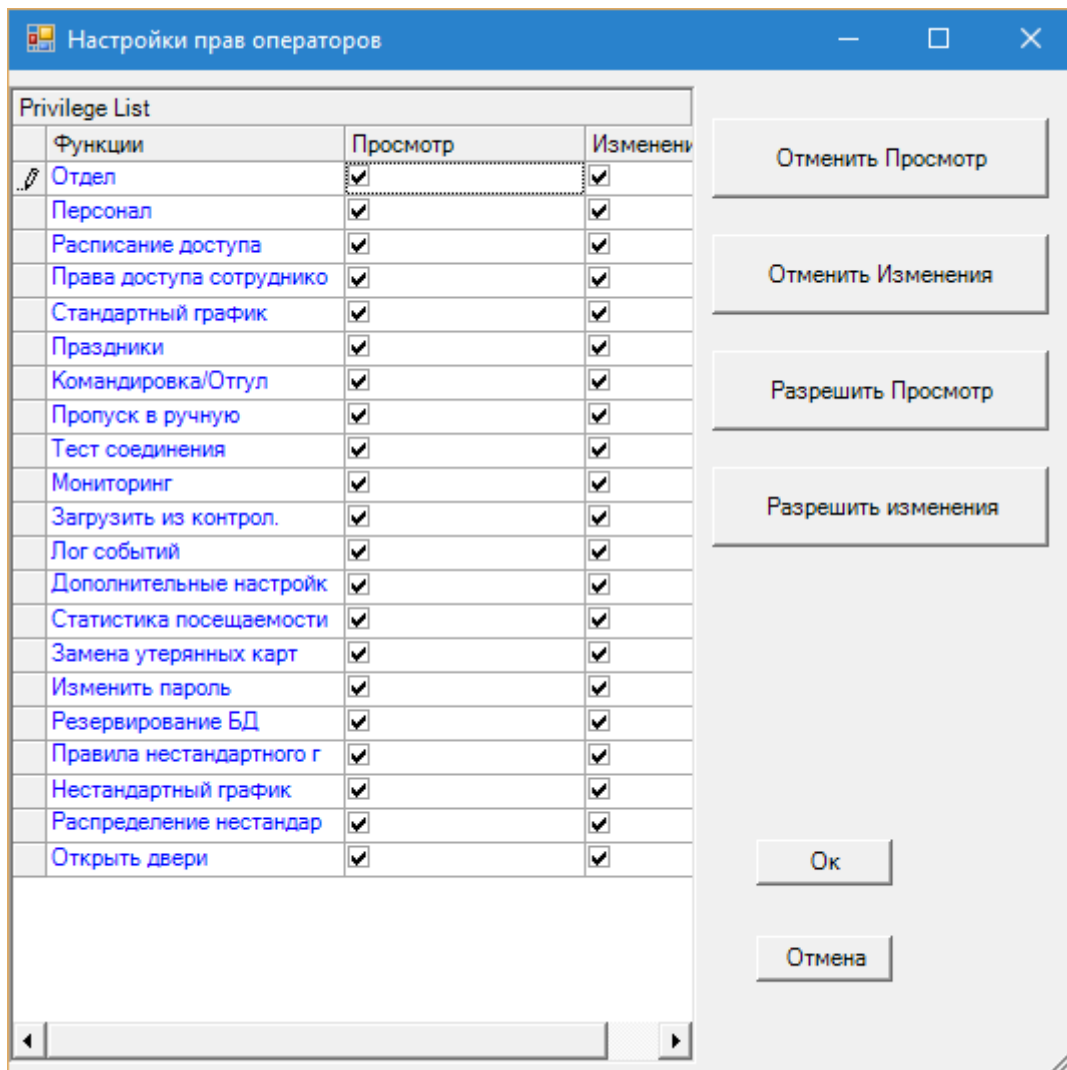 Настройки прав операторов
Privilege List
Функции Просмотр Изменени
Отдел
Персонал
Расписание доступа
Права доступа сотруднико
Стандартный график
Праздники
Командировка/Отгул
Пропуск в ручную
Тест соединения
Мониторинг
Загрузить из контрол.
Лог событий
Дополнительные настройк
Статистика посещаемости
Замена утерянных карт
Изменить пароль
Резервирование БД
Правила нестандартного г
Нестандартный график
Распределение нестандар
Открыть двери
Отменить Просмотр
Отменить Изменения
Разрешить Просмотр
Разрешить изменения
Ок
Отмена